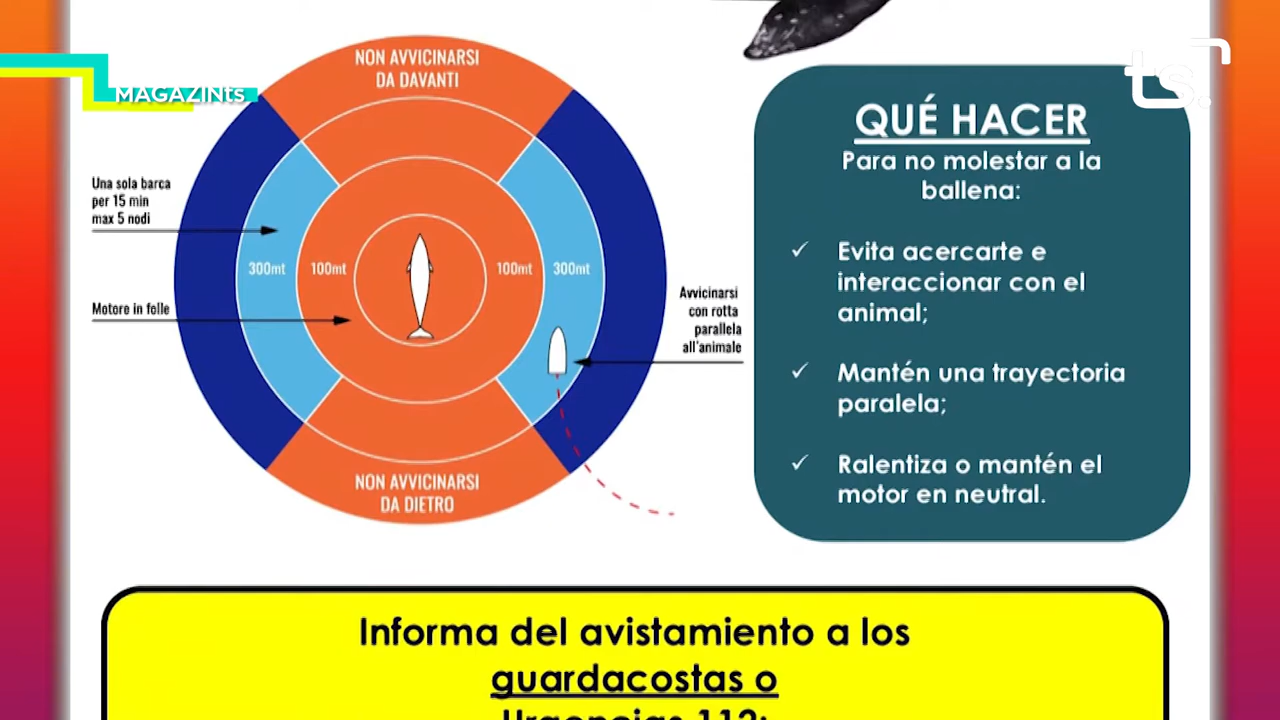 MAGAZINts
ts.
NON AVVICINARSI
DA DAVANTI
Una sola barca
per 15 min
max 5 nodi
Motore in folle
300mt
100mt
100mt
300mt
Avvicinarsi
con rotta
parallela
all'animale
NON AVVICINARSI
DA DIETRO
QUÉ HACER
Para no molestar a la
ballena:
✓ Evita acercarte e
interaccionar con el
animal;
✓ Mantén una trayectoria
paralela;
✓ Ralentiza o mantén el
motor en neutral.
Informa del avistamiento a los
guardacostas o
Urgencias 112: